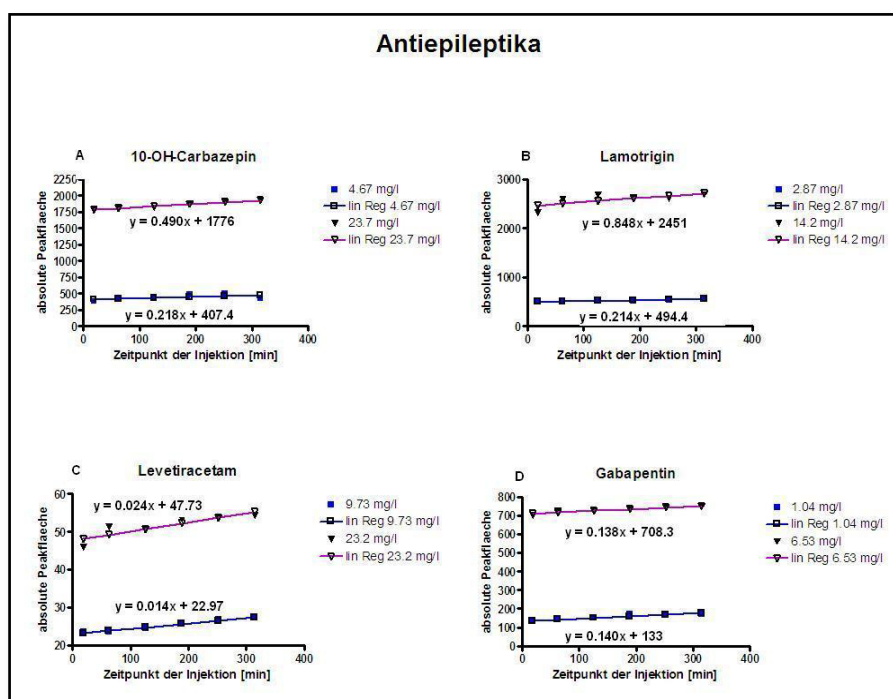 Antiepileptika
A
10-OH-Carbazepin
absolute Peakflaeche
2250
2000
1750
1500
1250
1000
750
500
250
0
y = 0.490x + 1776
y = 0.218x + 407.4
0 100 200 300 400
Zeitpunkt der Injektion [min]
4.67 mg/l
lin Reg 4.67 mg/l
23.7 mg/l
lin Reg 23.7 mg/l
B
Lamotrigin
absolute Peakflaeche
3000
2000
1000
0
y = 0.848x + 2451
y = 0.214x + 494.4
0 100 200 300 400
Zeitpunkt der Injektion [min]
2.87 mg/l
lin Reg 2.87 mg/l
14.2 mg/l
lin Reg 14.2 mg/l
C
Levetiracetam
absolute Peakflaeche
60
50
40
30
20
y = 0.024x + 47.73
y = 0.014x + 22.97
0 100 200 300 400
Zeitpunkt der Injektion [min]
9.73 mg/l
lin Reg 9.73 mg/l
23.2 mg/l
lin Reg 23.2 mg/l
D
Gabapentin
absolute Peakflaeche
800
700
600
500
400
300
200
100
0
y = 0.138x + 708.3
y = 0.140x + 133
0 100 200 300 400
Zeitpunkt der Injektion [min]
1.04 mg/l
lin Reg 1.04 mg/l
6.53 mg/l
lin Reg 6.53 mg/l